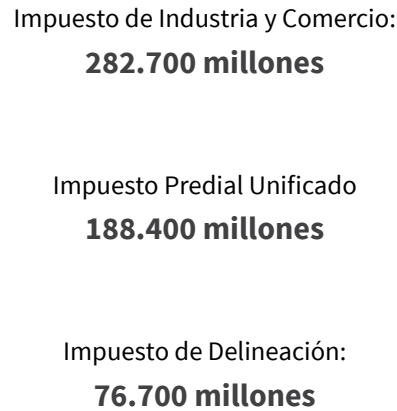 Impuesto de Industria y Comercio:
282.700 millones
Impuesto Predial Unificado
188.400 millones
Impuesto de Delineación:
76.700 millones